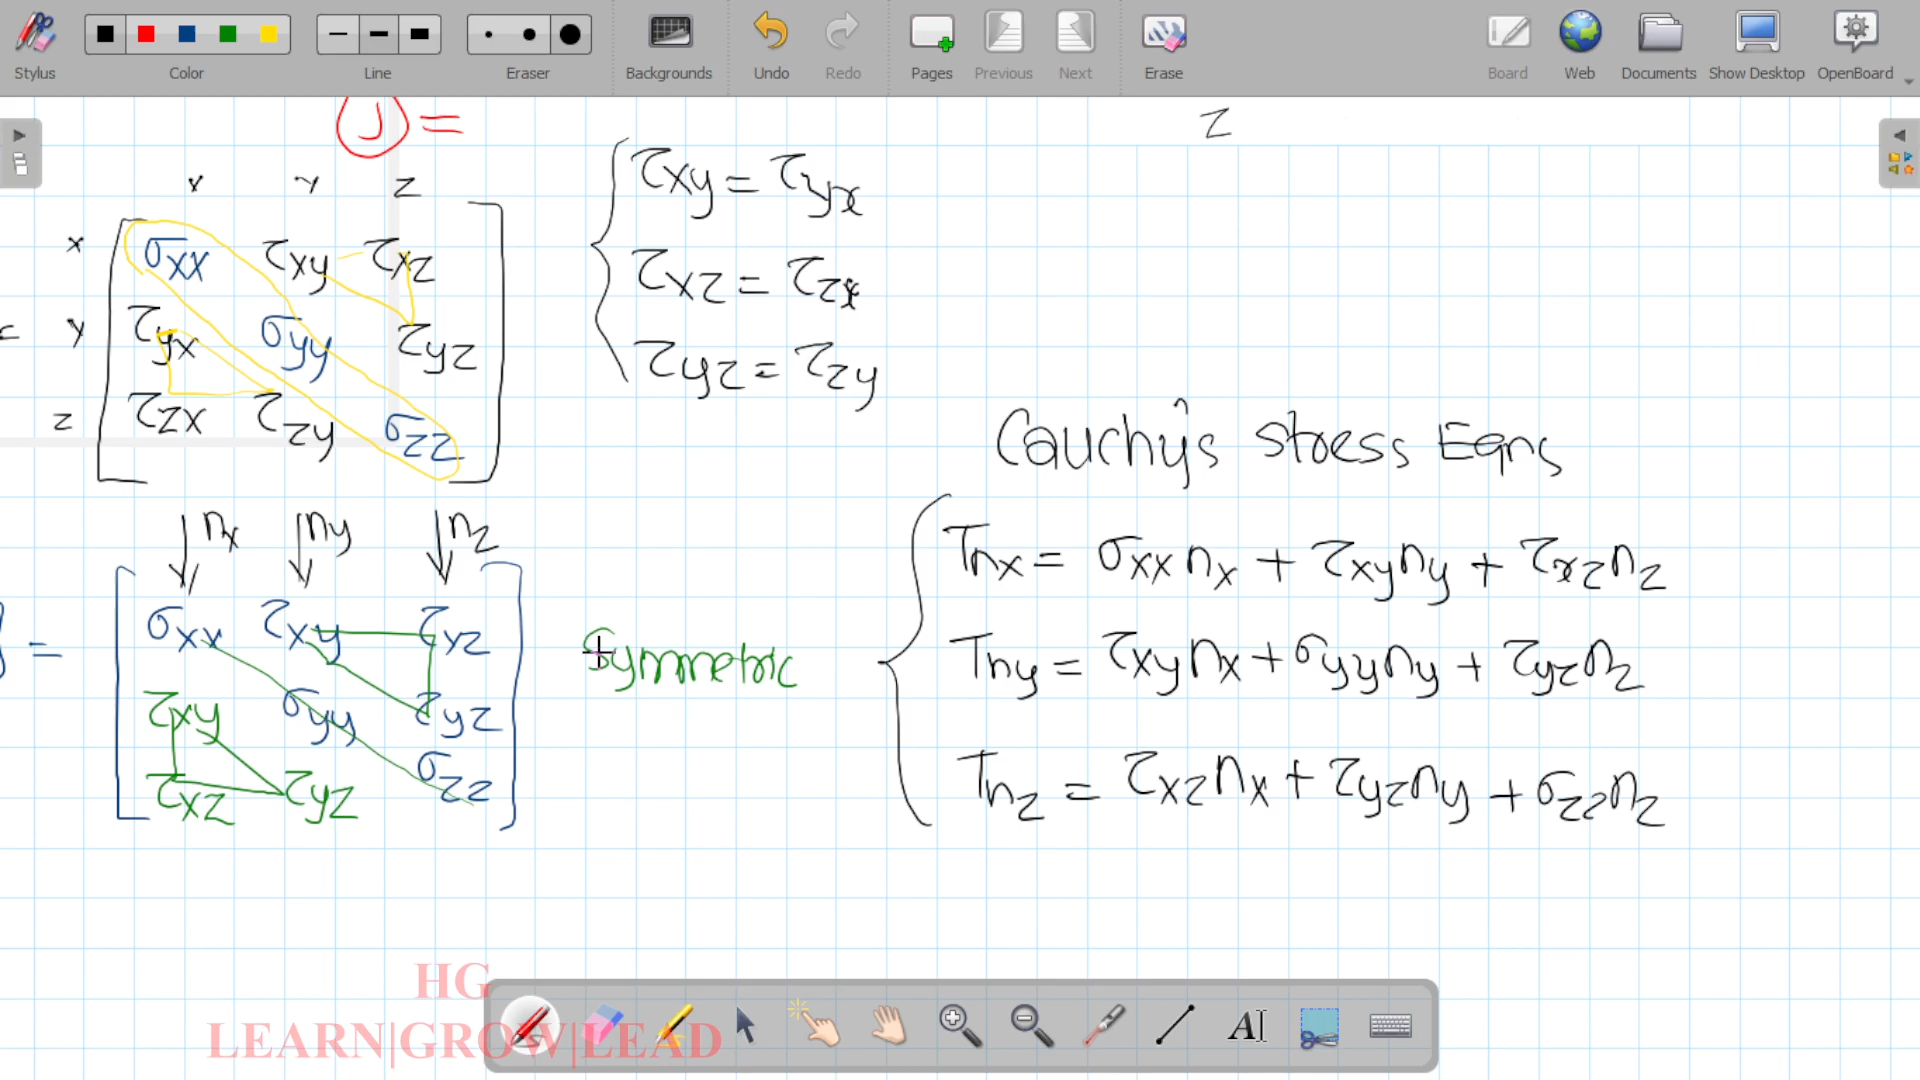 Stylus Color Line Eraser Backgrounds Undo Redo Pages Previous Next Erase Board Web Documents Show Desktop OpenBoard
J =
z
x y z
x σxx τxy τxz
y τyx σyy τyz
z τzx τzy σzz
τxy = τyx
τxz = τzx
τyz = τzy
nx ny nz
= σxx τxy τxz
τxy σyy τyz
τxz τyz σzz
Symmetric
Cauchy's stress Eqns
Tnx = σxx nx + τxy ny + τxz nz
Tny = τxy nx + σyy ny + τyz nz
Tnz = τxz nx + τyz ny + σzz nz
HG
LEARN|GROW|LEAD